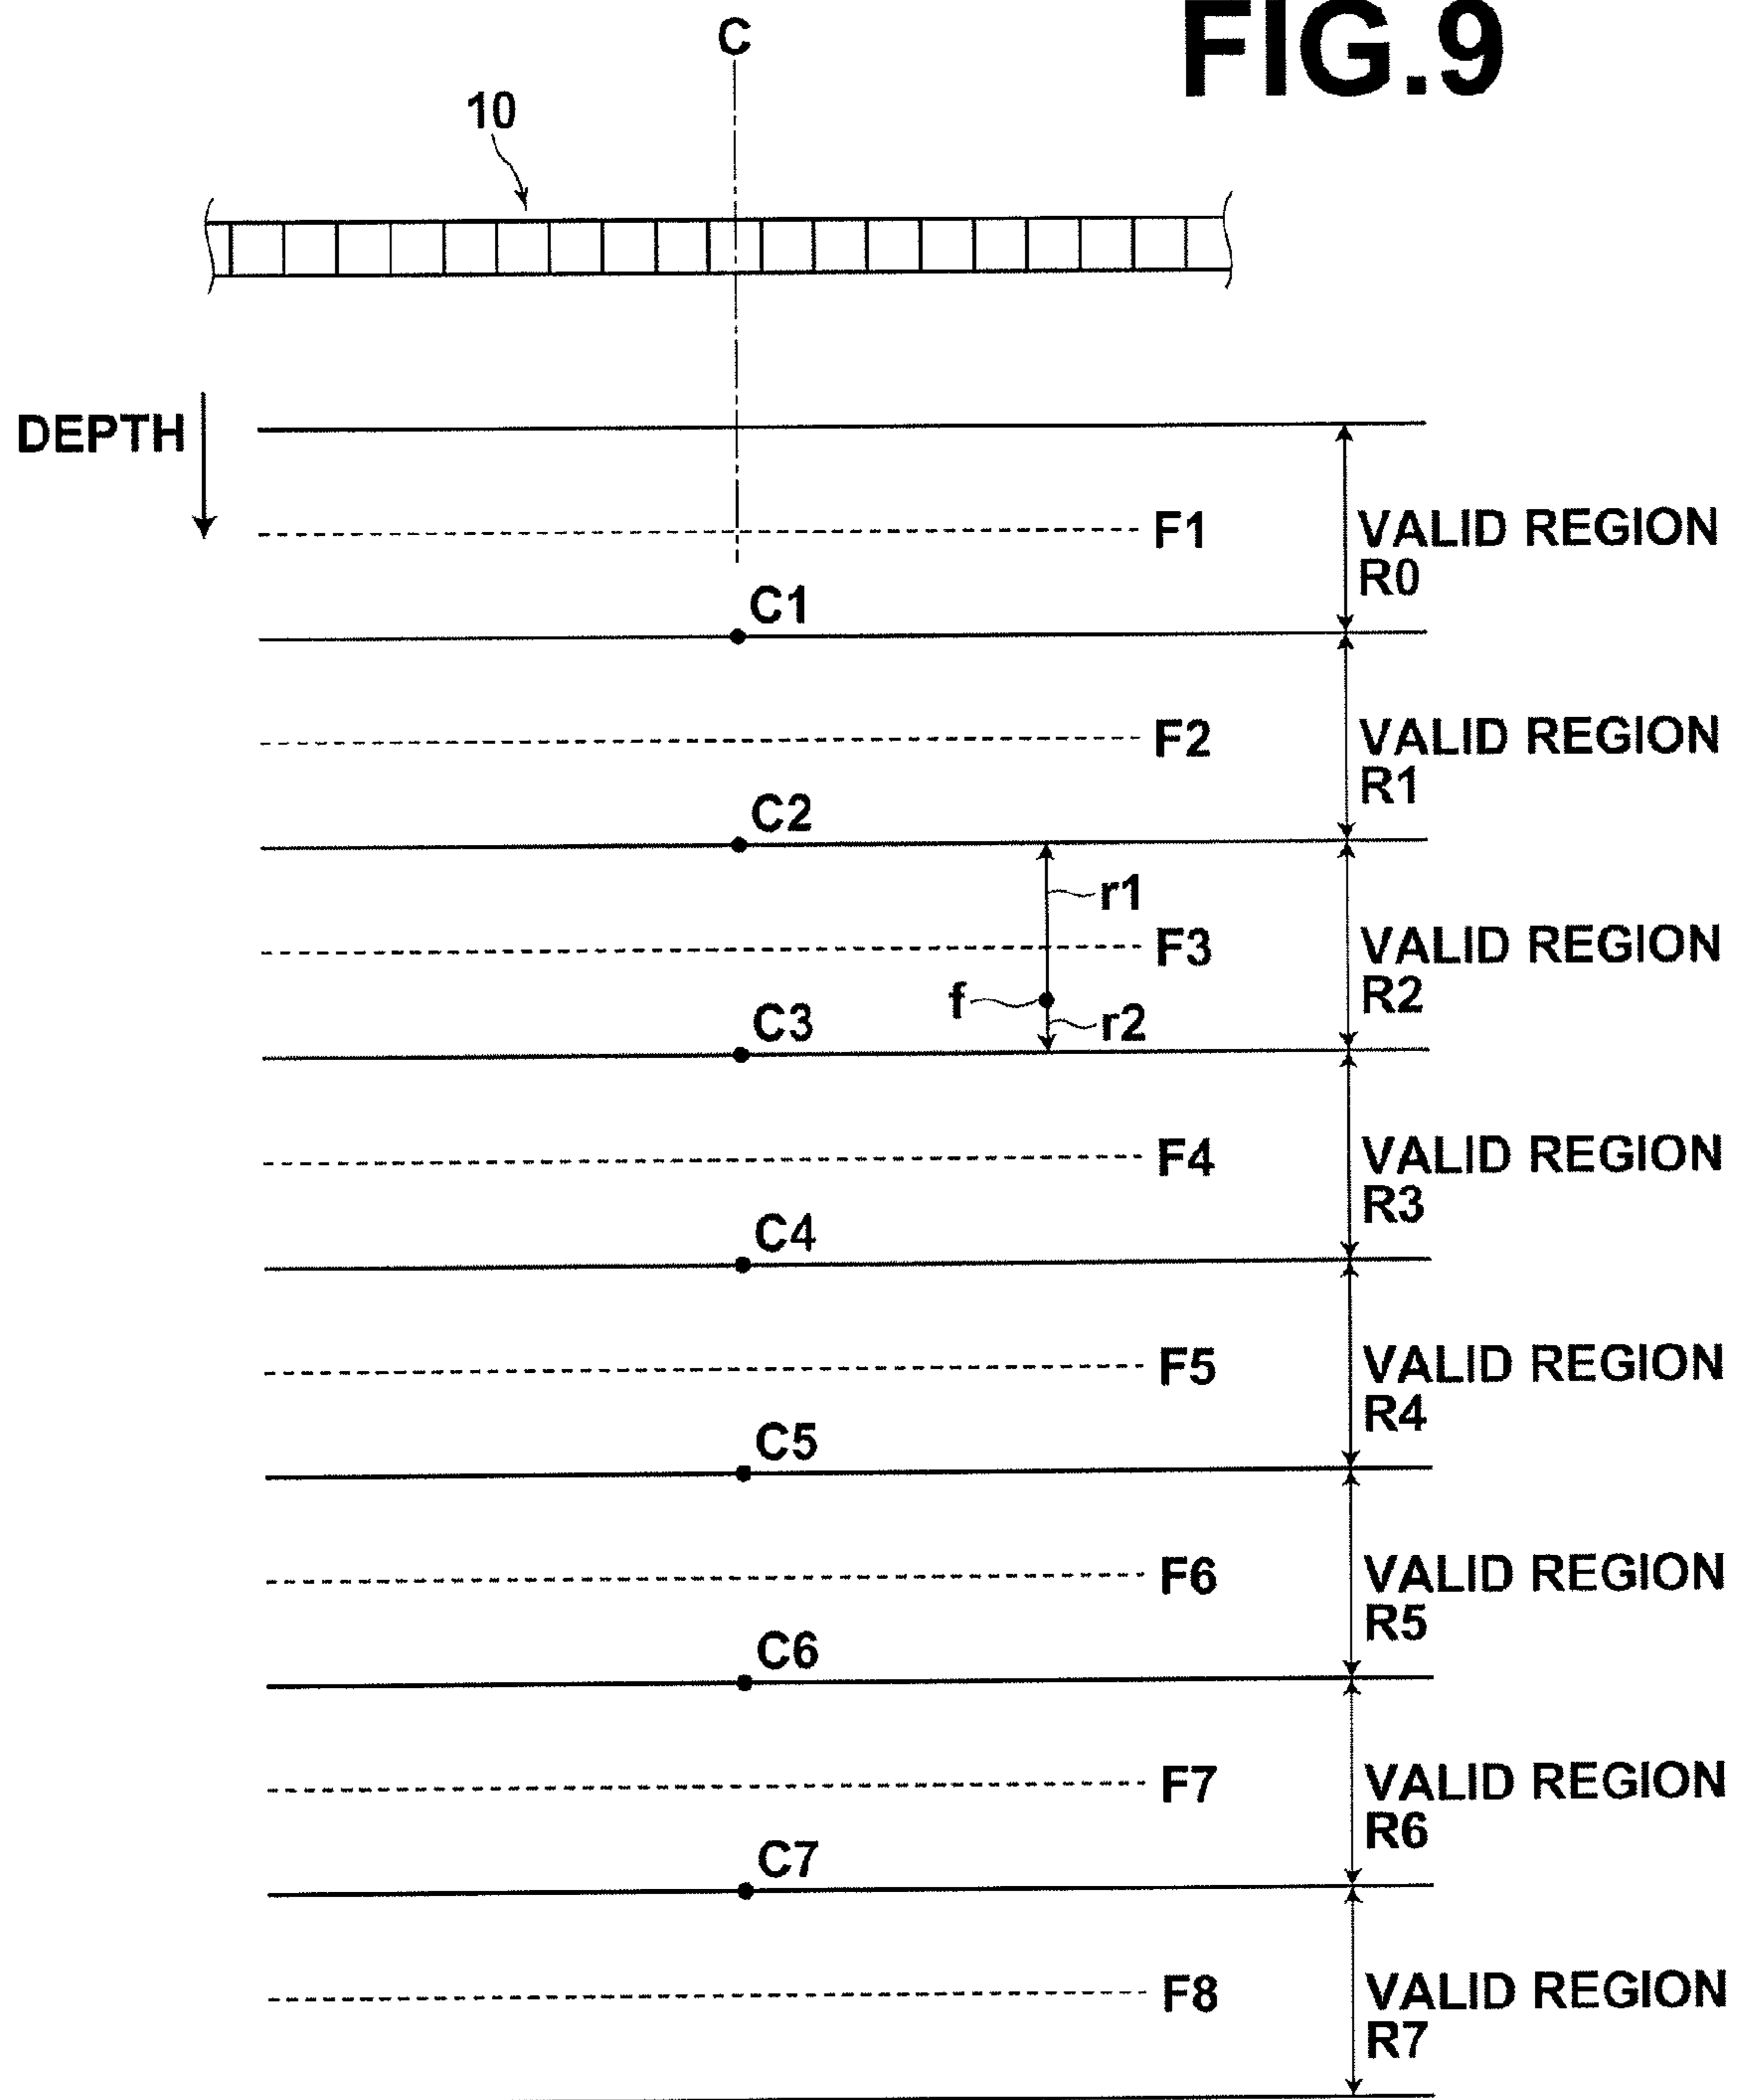 FIG.9
C
10
DEPTH
F1
VALID REGION
R0
C1
F2
VALID REGION
R1
C2
r1
F3
VALID REGION
R2
f
r2
C3
F4
VALID REGION
R3
C4
F5
VALID REGION
R4
C5
F6
VALID REGION
R5
C6
F7
VALID REGION
R6
C7
F8
VALID REGION
R7